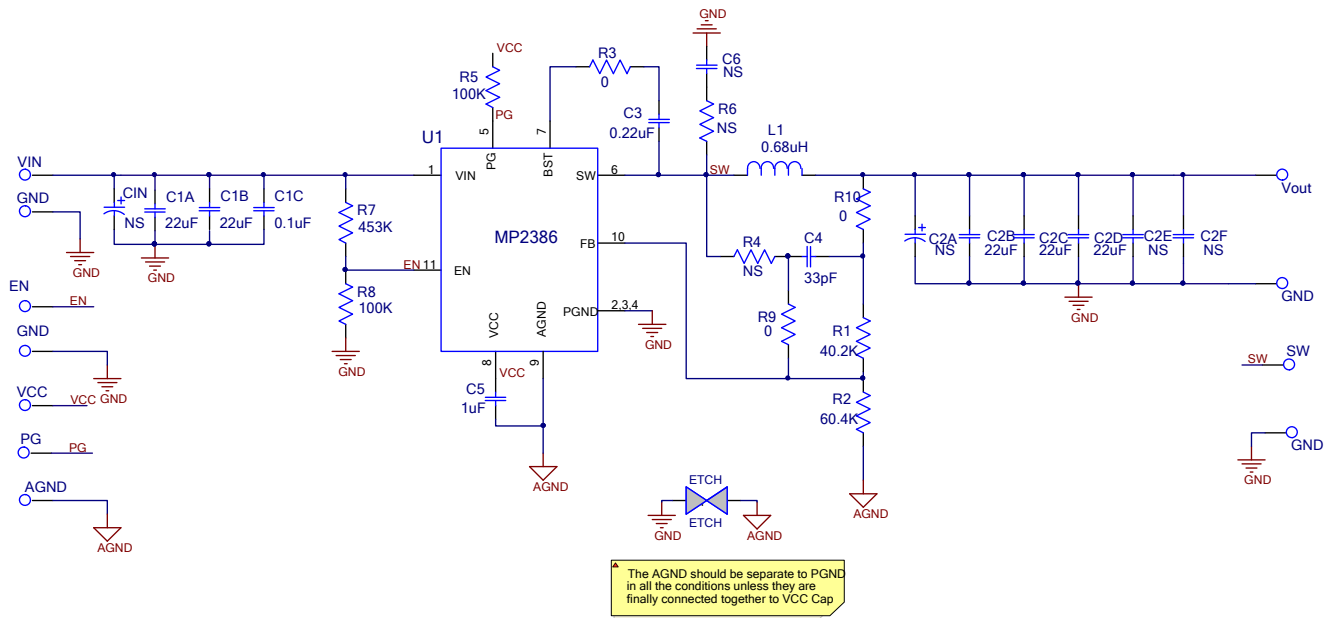 GND
VCC
R3
0
C6
NS
R5
100K
PG
C3
0.22uF
R6
NS
L1
0.68uH
U1
5
7
PG
BST
VIN
GND
CIN
NS
C1A
22uF
C1B
22uF
C1C
0.1uF
GND
GND
R7
453K
1
VIN
SW
6
SW
MP2386
FB
10
EN
11
EN
R8
100K
GND
PGND
2,3,4
GND
VCC
AGND
8
9
VCC
C5
1uF
AGND
R10
0
R4
NS
C4
33pF
R9
0
R1
40.2K
R2
60.4K
AGND
C2A
NS
C2B
22uF
C2C
22uF
C2D
22uF
C2E
NS
C2F
NS
GND
Vout
GND
SW
SW
GND
GND
EN
EN
GND
GND
VCC
VCC
PG
PG
AGND
AGND
ETCH
ETCH
GND
AGND
The AGND should be separate to PGND
in all the conditions unless they are
finally connected together to VCC Cap